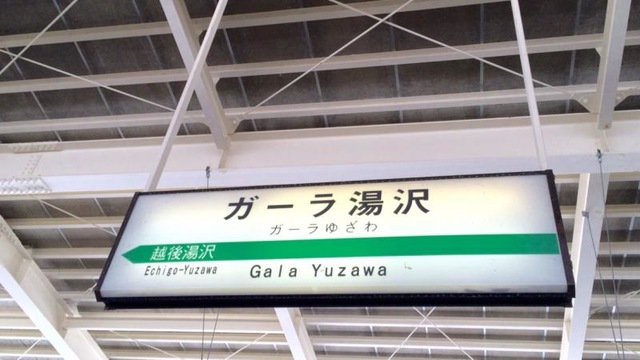 ガーラ湯沢
ガーラゆざわ
越後湯沢
Echigo-Yuzawa
Gala Yuzawa